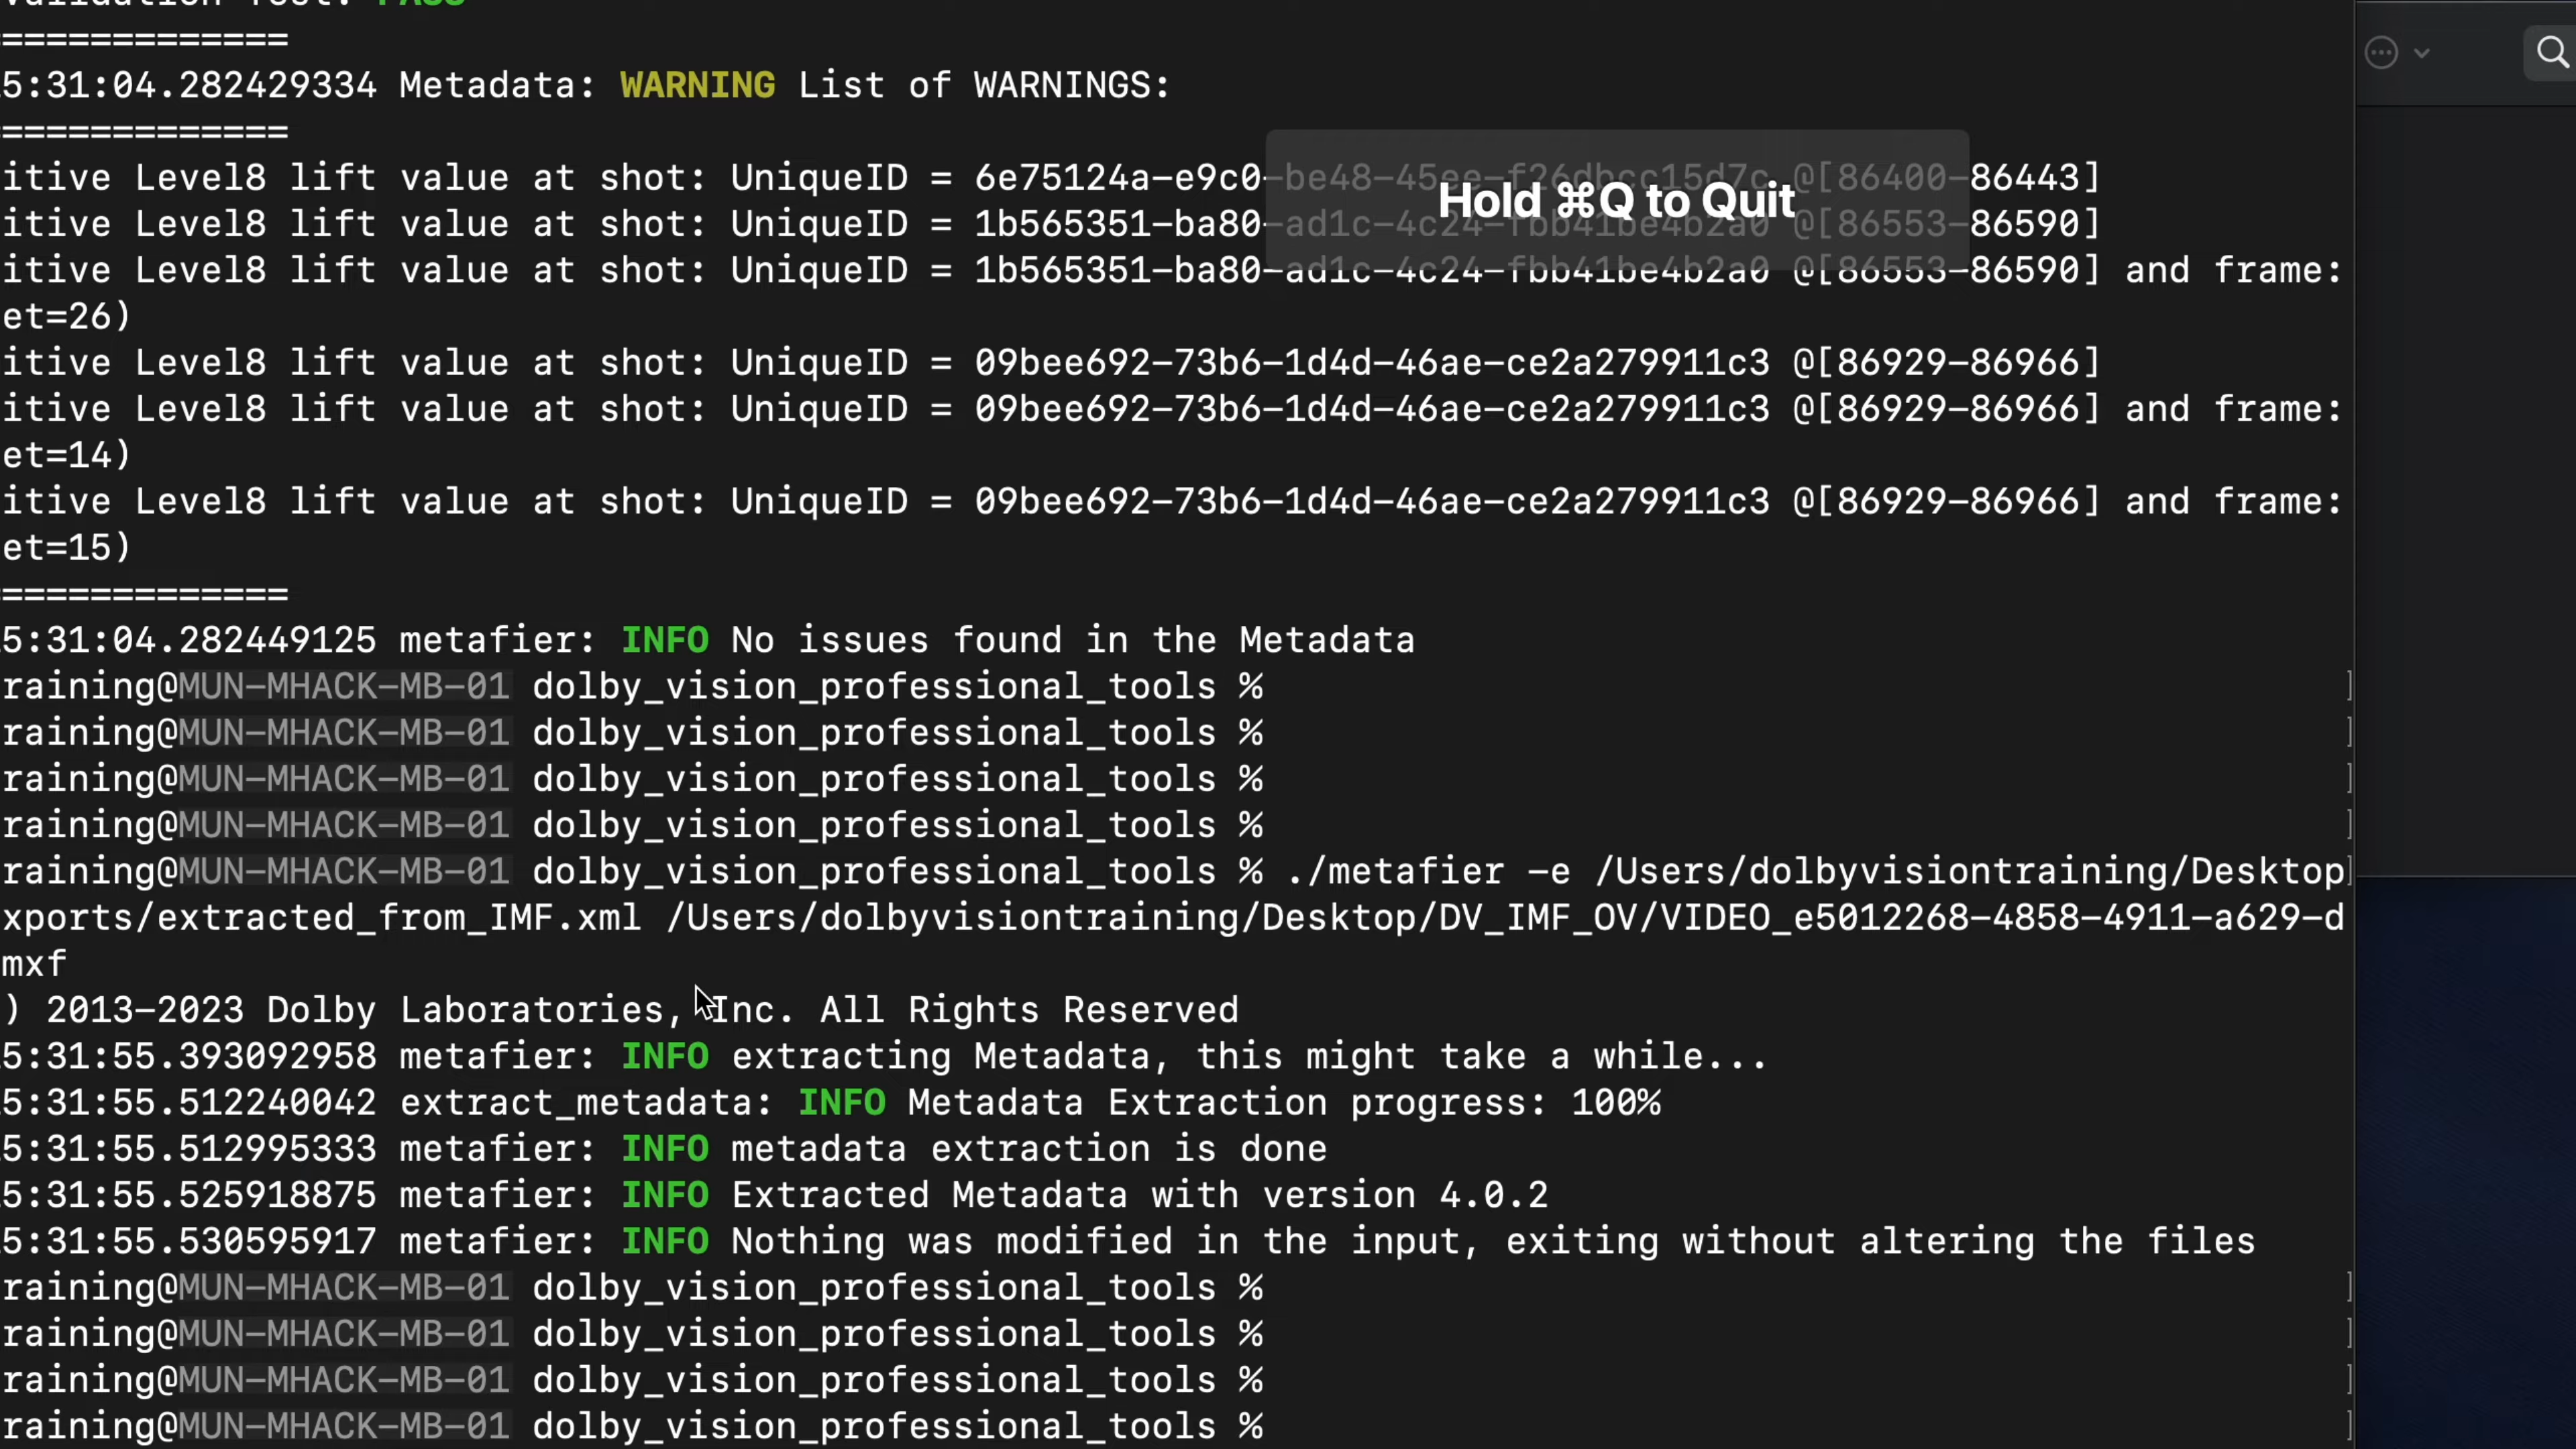 Validation Test: PASS
=============
5:31:04.282429334 Metadata: WARNING List of WARNINGS:
=============
itive Level8 lift value at shot: UniqueID = 6e75124a-e9c0-be48-45ee-f26dbcc15d7c @[86400-86443]
Hold ⌘Q to Quit
itive Level8 lift value at shot: UniqueID = 1b565351-ba80-ad1c-4c24-fbb41be4b2a0 @[86553-86590]
itive Level8 lift value at shot: UniqueID = 1b565351-ba80-ad1c-4c24-fbb41be4b2a0 @[86553-86590] and frame:
et=26)
itive Level8 lift value at shot: UniqueID = 09bee692-73b6-1d4d-46ae-ce2a279911c3 @[86929-86966]
itive Level8 lift value at shot: UniqueID = 09bee692-73b6-1d4d-46ae-ce2a279911c3 @[86929-86966] and frame:
et=14)
itive Level8 lift value at shot: UniqueID = 09bee692-73b6-1d4d-46ae-ce2a279911c3 @[86929-86966] and frame:
et=15)
=============
5:31:04.282449125 metafier: INFO No issues found in the Metadata
raining@MUN-MHACK-MB-01 dolby_vision_professional_tools % ]
raining@MUN-MHACK-MB-01 dolby_vision_professional_tools % ]
raining@MUN-MHACK-MB-01 dolby_vision_professional_tools % ]
raining@MUN-MHACK-MB-01 dolby_vision_professional_tools % ]
raining@MUN-MHACK-MB-01 dolby_vision_professional_tools % ./metafier -e /Users/dolbyvisiontraining/Desktop]
xports/extracted_from_IMF.xml /Users/dolbyvisiontraining/Desktop/DV_IMF_OV/VIDEO_e5012268-4858-4911-a629-d
mxf
) 2013-2023 Dolby Laboratories, Inc. All Rights Reserved
5:31:55.393092958 metafier: INFO extracting Metadata, this might take a while...
5:31:55.512240042 extract_metadata: INFO Metadata Extraction progress: 100%
5:31:55.512995333 metafier: INFO metadata extraction is done
5:31:55.525918875 metafier: INFO Extracted Metadata with version 4.0.2
5:31:55.530595917 metafier: INFO Nothing was modified in the input, exiting without altering the files
raining@MUN-MHACK-MB-01 dolby_vision_professional_tools % ]
raining@MUN-MHACK-MB-01 dolby_vision_professional_tools % ]
raining@MUN-MHACK-MB-01 dolby_vision_professional_tools % ]
raining@MUN-MHACK-MB-01 dolby_vision_professional_tools % ]